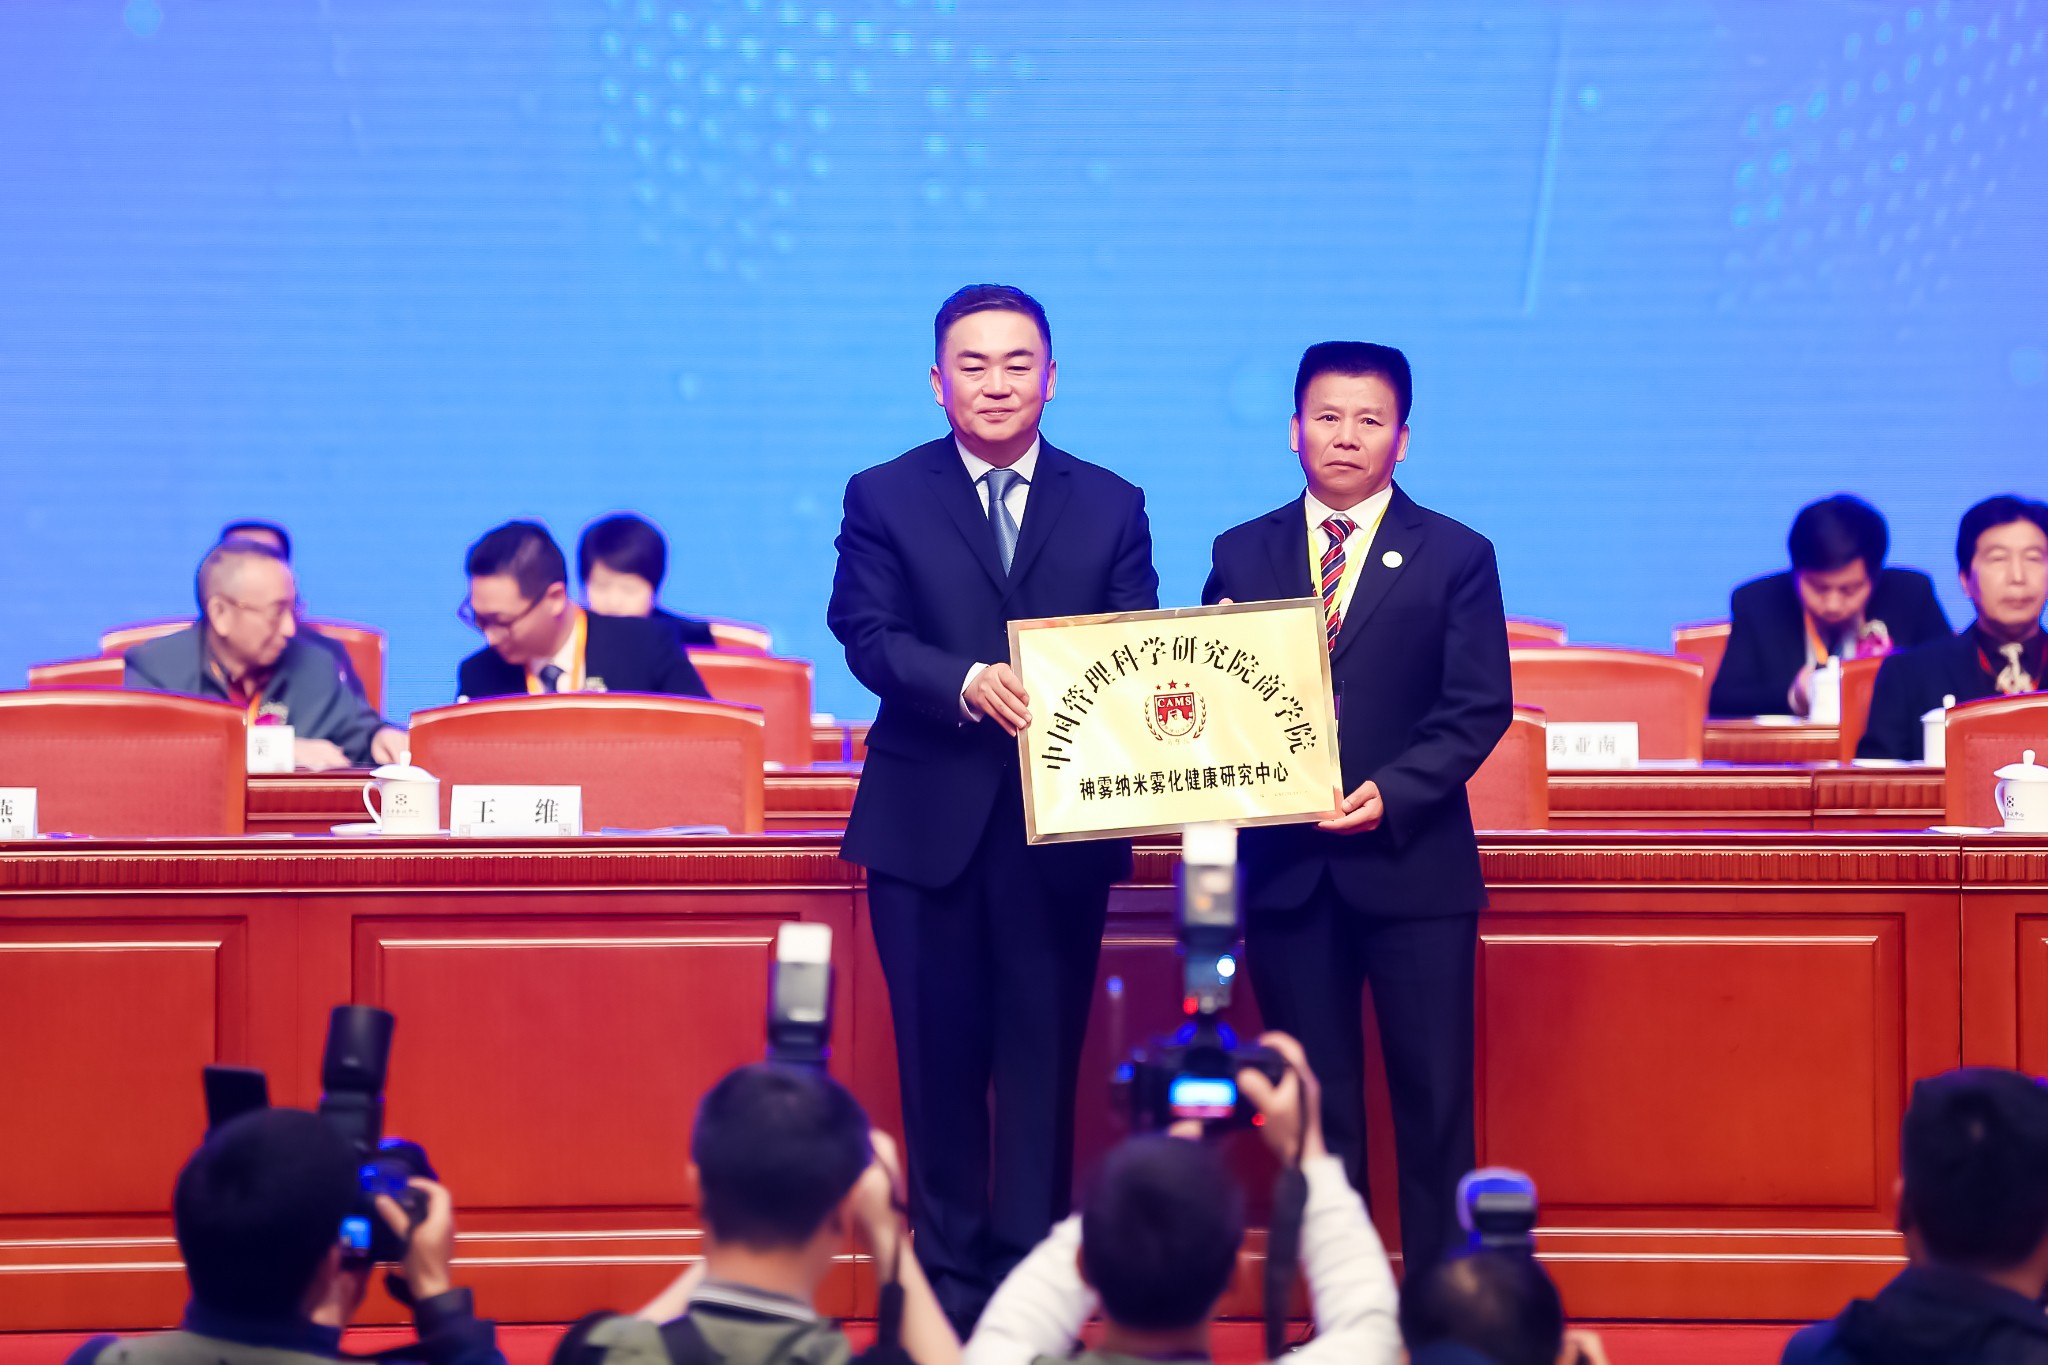 中国管理科学研究院商学院
CAMS
神雾纳米雾化健康研究中心
葛亚南
燕
王 维